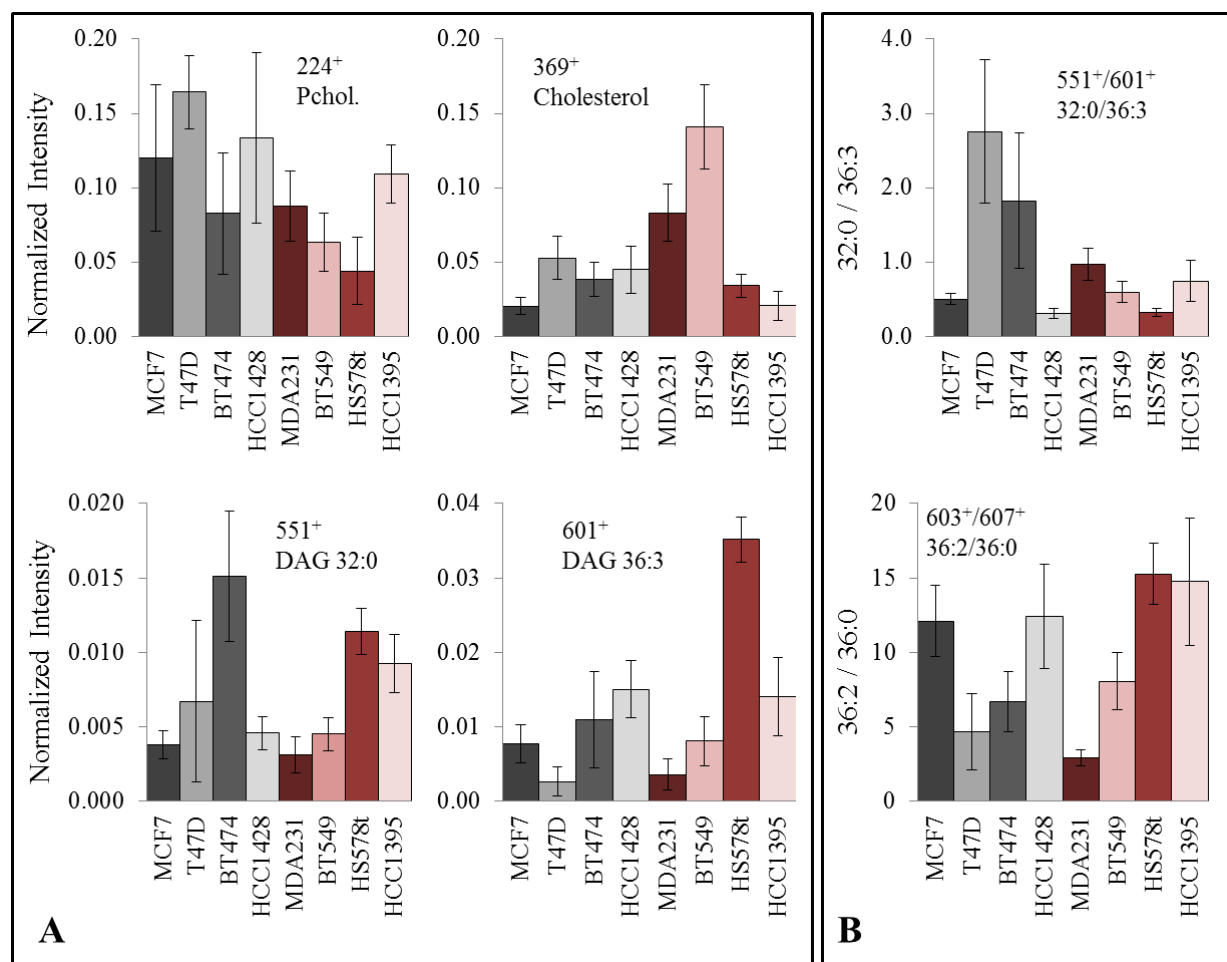 Normalized Intensity
0.20
0.15
0.10
0.05
0.00
224⁺
Pchol.
MCF7
T47D
BT474
HCC1428
MDA231
BT549
HS578t
HCC1395
0.20
0.15
0.10
0.05
0.00
369⁺
Cholesterol
MCF7
T47D
BT474
HCC1428
MDA231
BT549
HS578t
HCC1395
Normalized Intensity
0.020
0.015
0.010
0.005
0.000
551⁺
DAG 32:0
MCF7
T47D
BT474
HCC1428
MDA231
BT549
HS578t
HCC1395
0.04
0.03
0.02
0.01
0.00
601⁺
DAG 36:3
MCF7
T47D
BT474
HCC1428
MDA231
BT549
HS578t
HCC1395
A
32:0 / 36:3
4.0
3.0
2.0
1.0
0.0
551⁺/601⁺
32:0/36:3
MCF7
T47D
BT474
HCC1428
MDA231
BT549
HS578t
HCC1395
36:2 / 36:0
20
15
10
5
0
603⁺/607⁺
36:2/36:0
MCF7
T47D
BT474
HCC1428
MDA231
BT549
HS578t
HCC1395
B